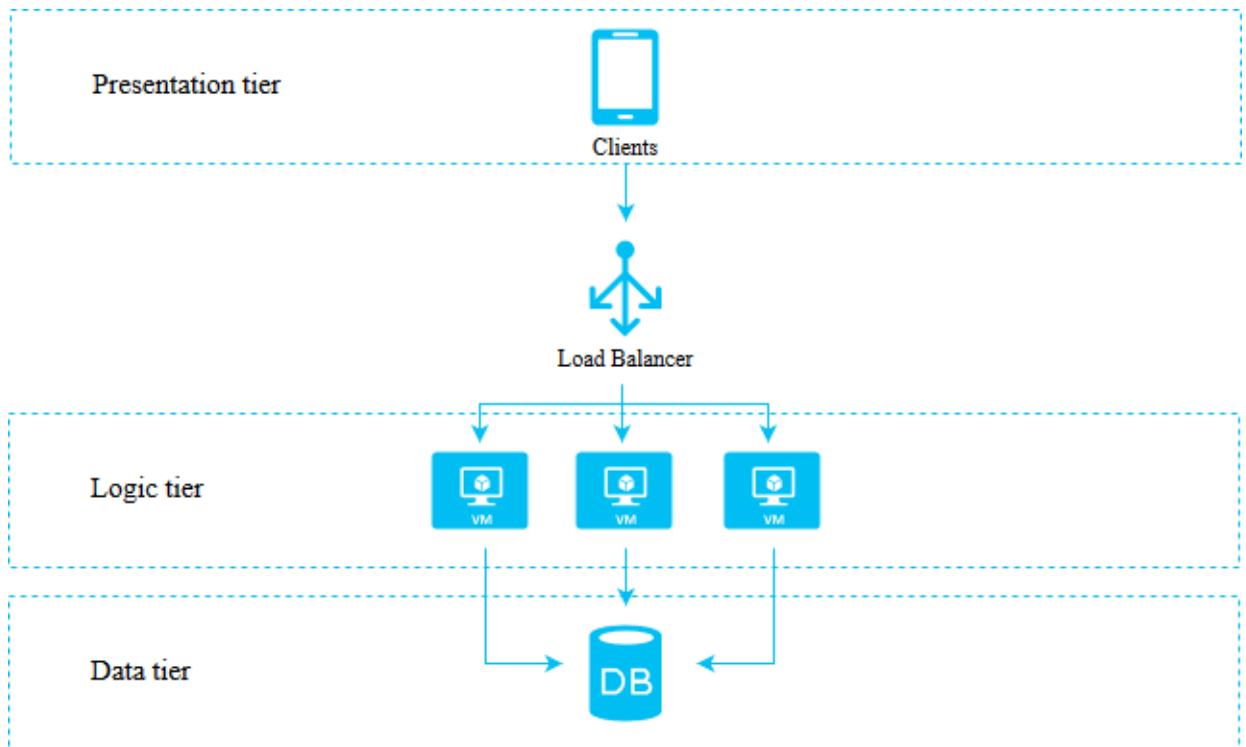 Presentation tier
Clients
Load Balancer
Logic tier
VM
VM
VM
Data tier
DB